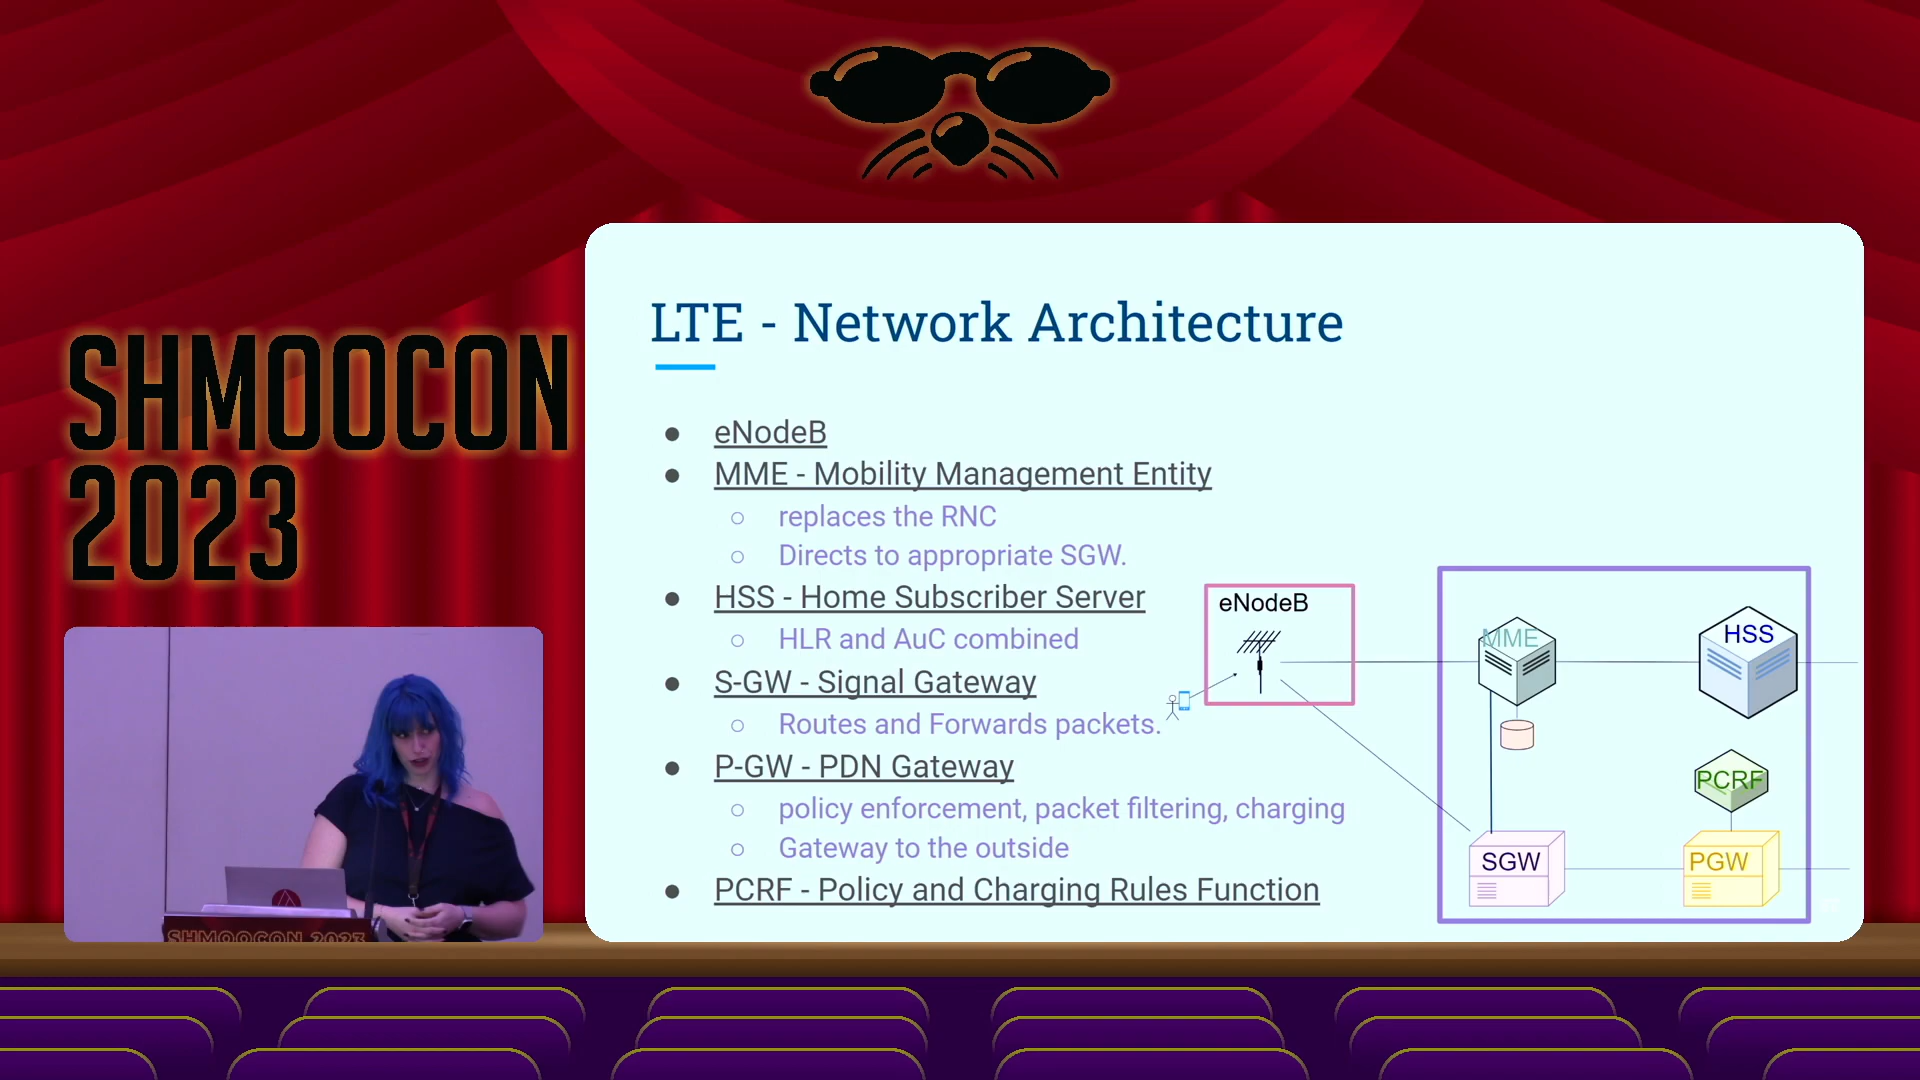 SHMOOCON
2023
LTE - Network Architecture
● eNodeB
● MME - Mobility Management Entity
○ replaces the RNC
○ Directs to appropriate SGW.
● HSS - Home Subscriber Server
○ HLR and AuC combined
● S-GW - Signal Gateway
○ Routes and Forwards packets.
● P-GW - PDN Gateway
○ policy enforcement, packet filtering, charging
○ Gateway to the outside
● PCRF - Policy and Charging Rules Function
eNodeB
MME
HSS
PCRF
SGW
PGW
SHMOOCON 2023